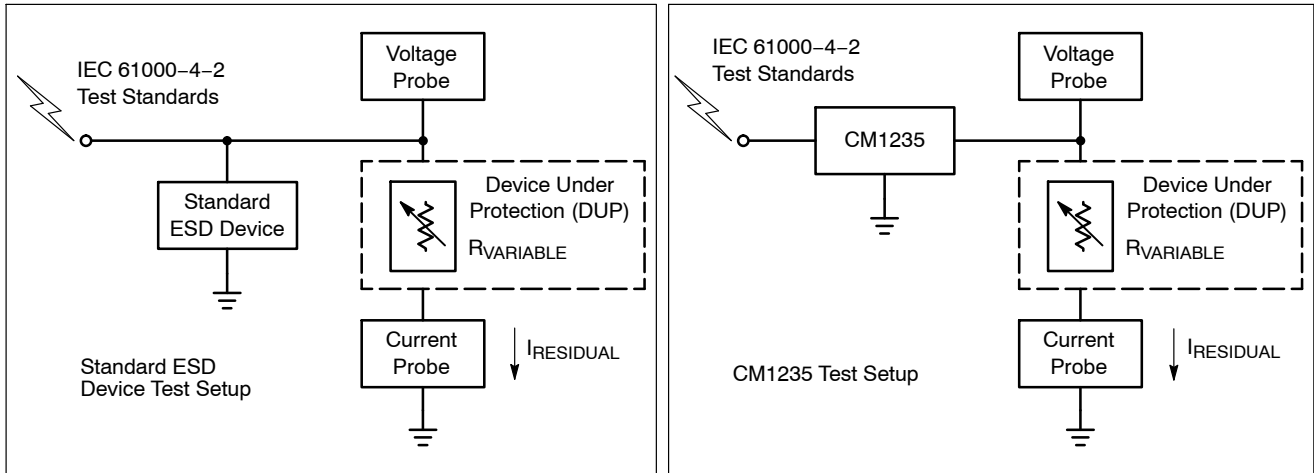 IEC 61000−4−2
Test Standards
Voltage
Probe
Standard
ESD Device
Device Under
Protection (DUP)
RVARIABLE
Current
Probe
IRESIDUAL
Standard ESD
Device Test Setup
IEC 61000−4−2
Test Standards
Voltage
Probe
CM1235
Device Under
Protection (DUP)
RVARIABLE
Current
Probe
IRESIDUAL
CM1235 Test Setup